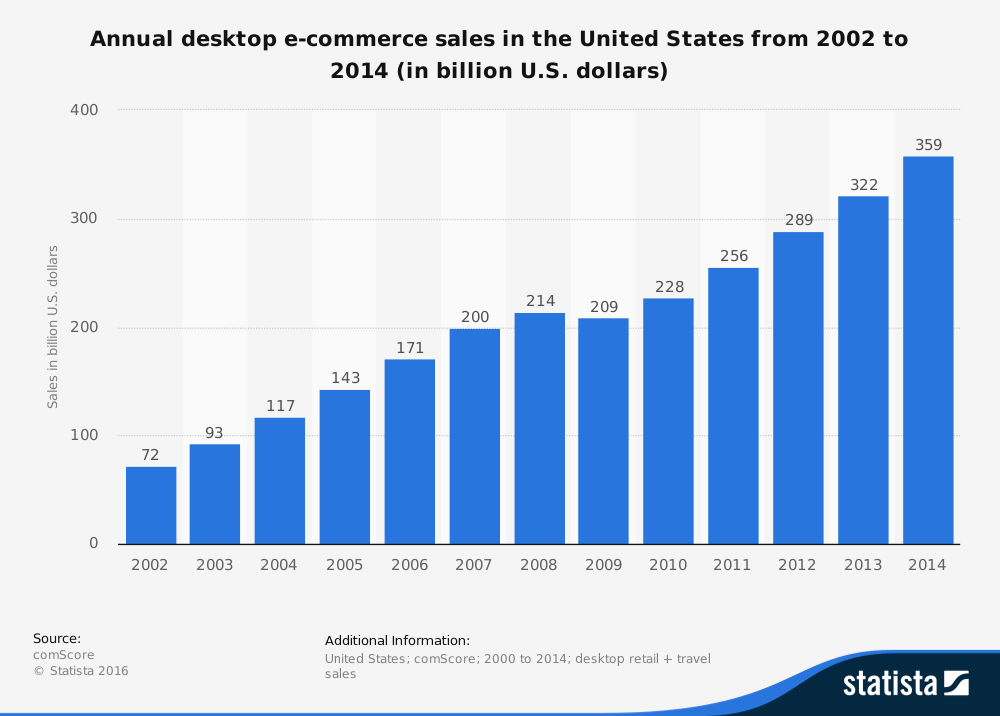 Annual desktop e-commerce sales in the United States from 2002 to
2014 (in billion U.S. dollars)
Sales in billion U.S. dollars
400
300
200
100
0
72
93
117
143
171
200
214
209
228
256
289
322
359
2002 2003 2004 2005 2006 2007 2008 2009 2010 2011 2012 2013 2014
Source:
comScore
© Statista 2016
Additional Information:
United States; comScore; 2000 to 2014; desktop retail + travel
sales
statista